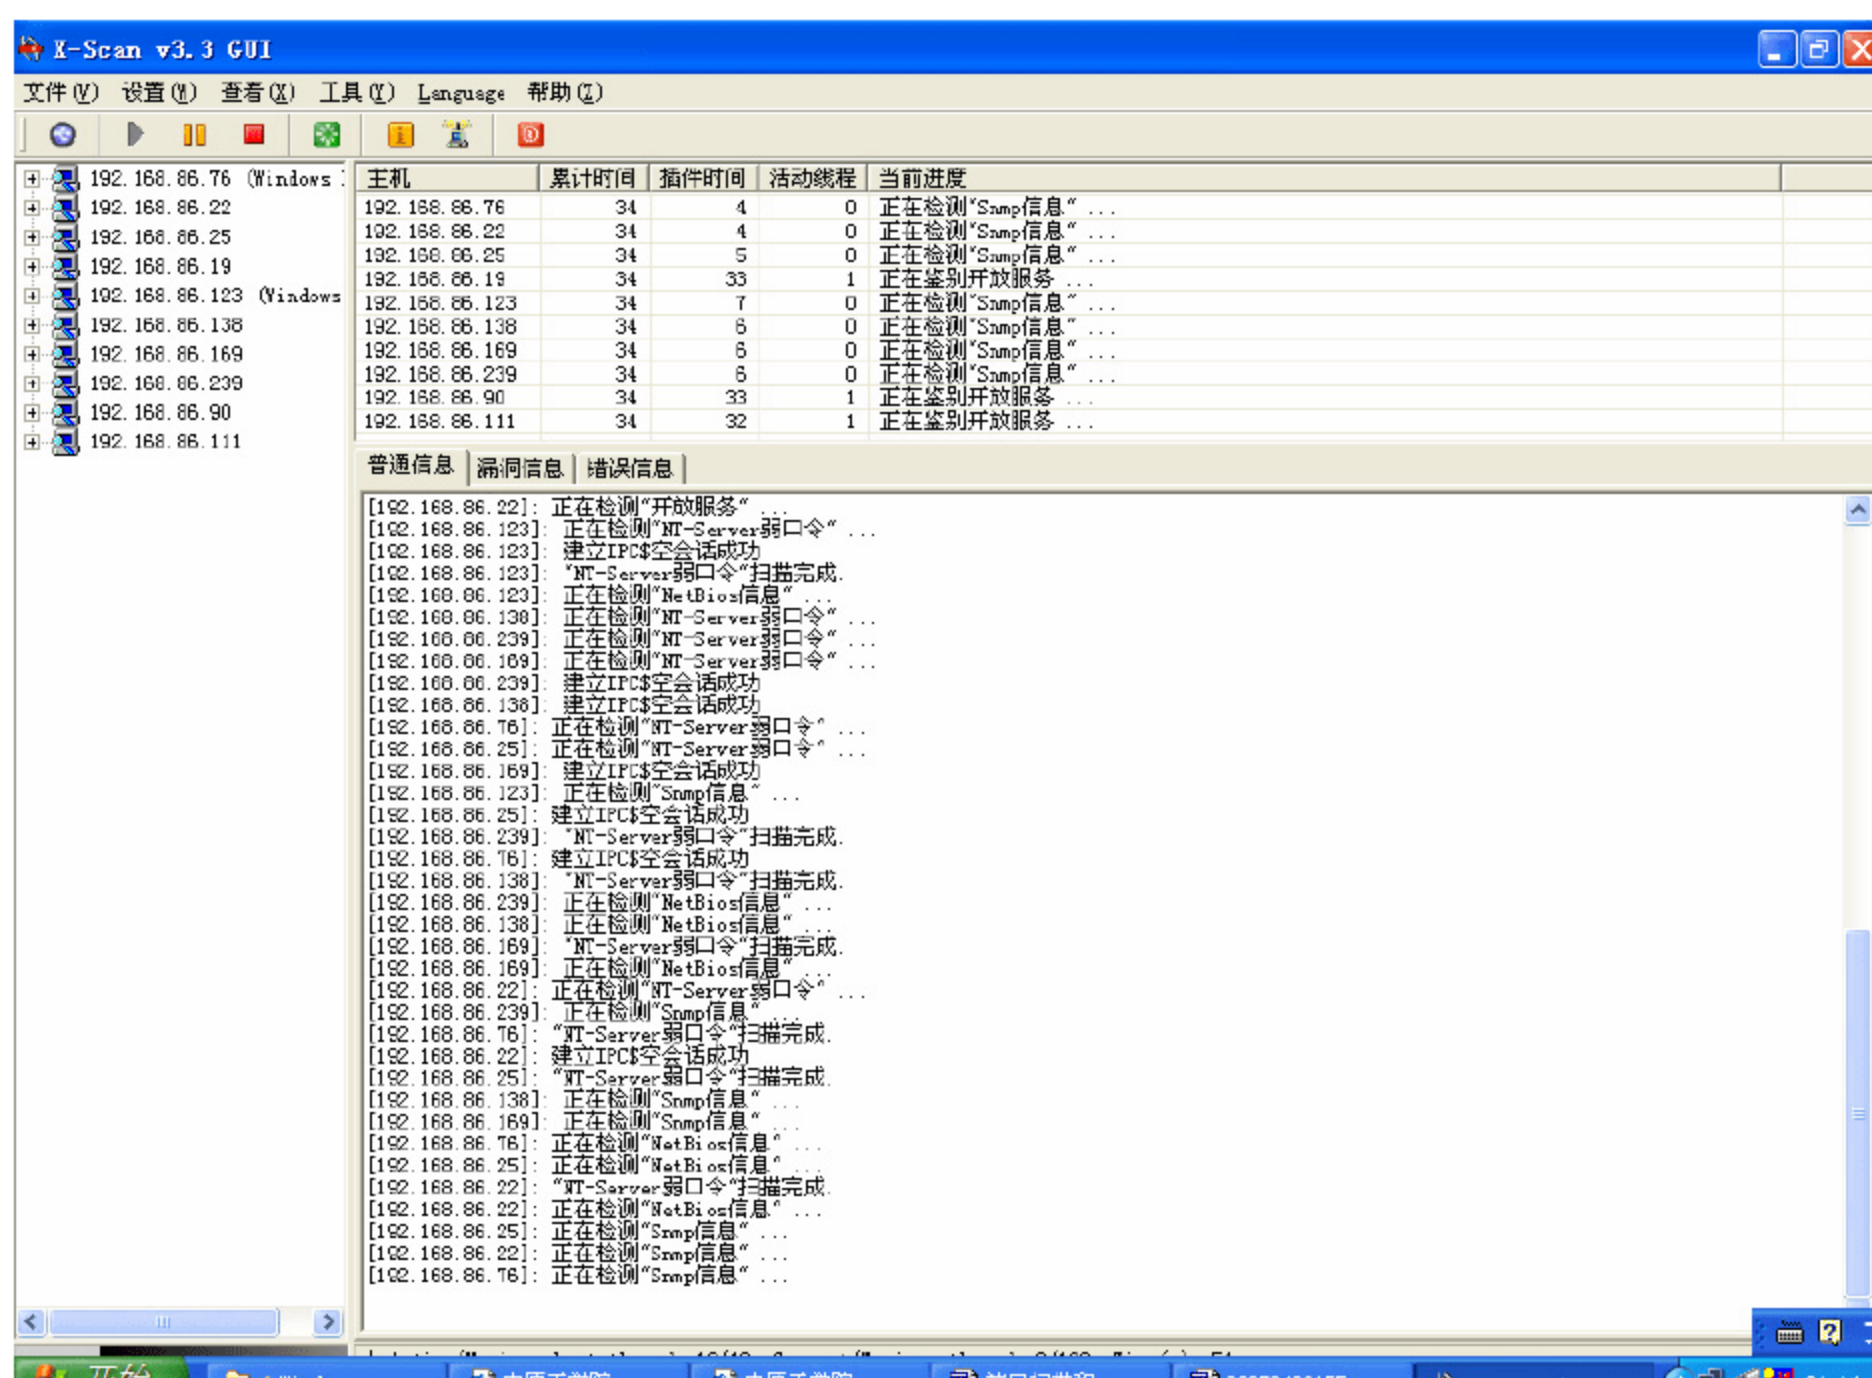 X-Scan v3.3 GUI
文件(V) 设置(W) 查看(X) 工具(Y) Language 帮助(Z)
192.168.86.76 (Windows
192.168.86.22
192.168.86.25
192.168.86.19
192.168.86.123 (Windows
192.168.86.138
192.168.86.169
192.168.86.239
192.168.86.90
192.168.86.111
主机 累计时间 插件时间 活动线程 当前进度
192.168.86.76 34 4 0 正在检测"Snmp信息" ...
192.168.86.22 34 4 0 正在检测"Snmp信息" ...
192.168.86.25 34 5 0 正在检测"Snmp信息" ...
192.168.86.19 34 33 1 正在鉴别开放服务 ...
192.168.86.123 34 7 0 正在检测"Snmp信息" ...
192.168.86.138 34 6 0 正在检测"Snmp信息" ...
192.168.86.169 34 6 0 正在检测"Snmp信息" ...
192.168.86.239 34 6 0 正在检测"Snmp信息" ...
192.168.86.90 34 33 1 正在鉴别开放服务 ...
192.168.86.111 34 32 1 正在鉴别开放服务 ...
普通信息 漏洞信息 错误信息
[192.168.86.22]: 正在检测"开放服务" ...
[192.168.86.123]: 正在检测"NT-Server弱口令" ...
[192.168.86.123]: 建立IPC$空会话成功
[192.168.86.123]: "NT-Server弱口令"扫描完成.
[192.168.86.123]: 正在检测"NetBios信息" ...
[192.168.86.138]: 正在检测"NT-Server弱口令" ...
[192.168.86.239]: 正在检测"NT-Server弱口令" ...
[192.168.86.169]: 正在检测"NT-Server弱口令" ...
[192.168.86.239]: 建立IPC$空会话成功
[192.168.86.138]: 建立IPC$空会话成功
[192.168.86.76]: 正在检测"NT-Server弱口令" ...
[192.168.86.25]: 正在检测"NT-Server弱口令" ...
[192.168.86.169]: 建立IPC$空会话成功
[192.168.86.123]: 正在检测"Snmp信息" ...
[192.168.86.25]: 建立IPC$空会话成功
[192.168.86.239]: "NT-Server弱口令"扫描完成.
[192.168.86.76]: 建立IPC$空会话成功
[192.168.86.138]: "NT-Server弱口令"扫描完成.
[192.168.86.239]: 正在检测"NetBios信息" ...
[192.168.86.138]: 正在检测"NetBios信息" ...
[192.168.86.169]: "NT-Server弱口令"扫描完成.
[192.168.86.169]: 正在检测"NetBios信息" ...
[192.168.86.22]: 正在检测"NT-Server弱口令" ...
[192.168.86.239]: 正在检测"Snmp信息" ...
[192.168.86.76]: "NT-Server弱口令"扫描完成.
[192.168.86.22]: 建立IPC$空会话成功
[192.168.86.25]: "NT-Server弱口令"扫描完成.
[192.168.86.138]: 正在检测"Snmp信息" ...
[192.168.86.169]: 正在检测"Snmp信息" ...
[192.168.86.76]: 正在检测"NetBios信息" ...
[192.168.86.25]: 正在检测"NetBios信息" ...
[192.168.86.22]: "NT-Server弱口令"扫描完成.
[192.168.86.22]: 正在检测"NetBios信息" ...
[192.168.86.25]: 正在检测"Snmp信息" ...
[192.168.86.22]: 正在检测"Snmp信息" ...
[192.168.86.76]: 正在检测"Snmp信息" ...
开始